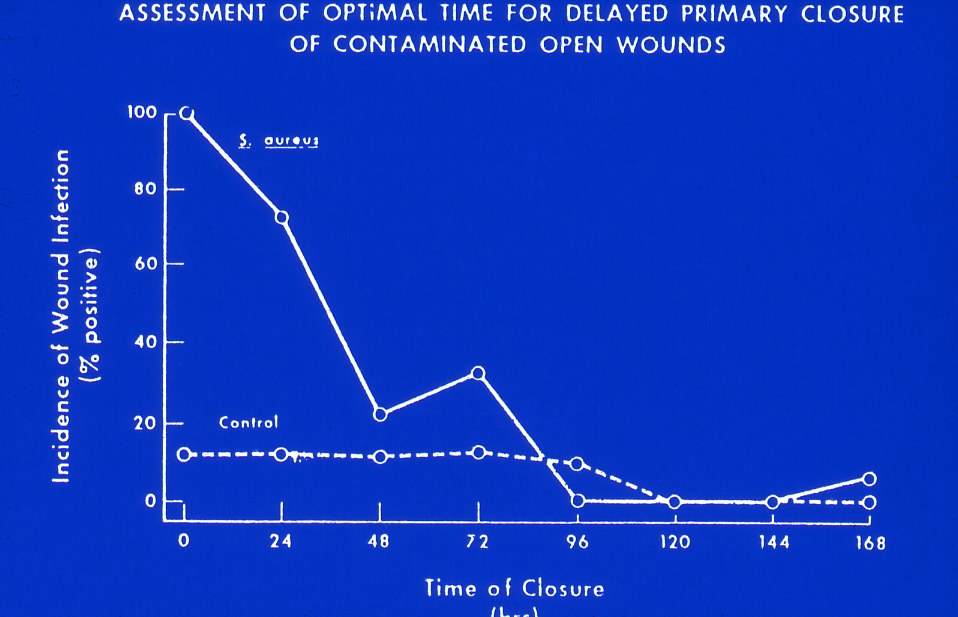 ASSESSMENT OF OPTiMAL TIME FOR DELAYED PRIMARY CLOSURE
OF CONTAMINATED OPEN WOUNDS
Incidence of Wound Infection
(% positive)
100
80
60
40
20
0
S. aureus
Control
0 24 48 72 96 120 144 168
Time of Closure
(hrs)